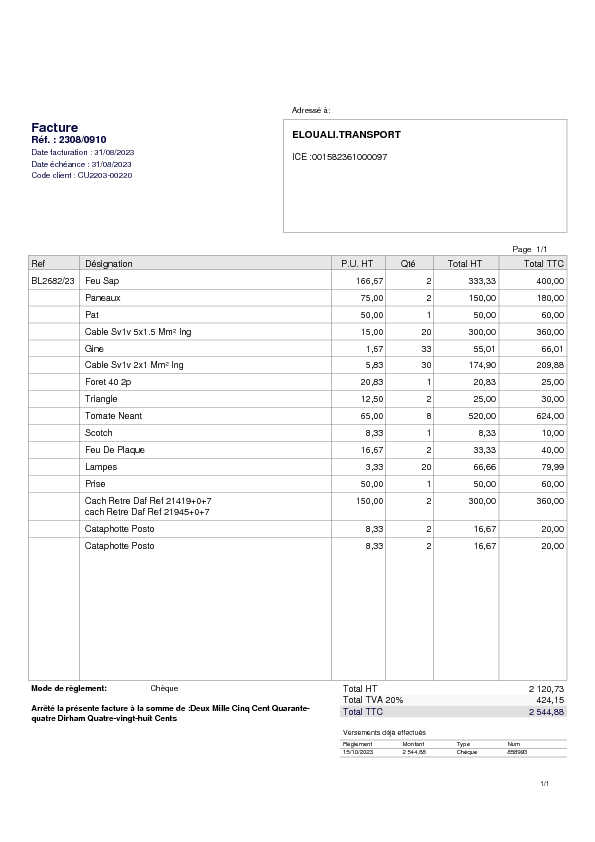 Adressé à:
Facture
Réf. : 2308/0910
Date facturation : 31/08/2023
Date échéance : 31/08/2023
Code client : CU2203-00220
ELOUALI.TRANSPORT
ICE :001582361000097
Page 1/1
Ref Désignation P.U. HT Qté Total HT Total TTC
BL2682/23 Feu Sap 166,67 2 333,33 400,00
Paneaux 75,00 2 150,00 180,00
Pat 50,00 1 50,00 60,00
Cable Sv1v 5x1.5 Mm² Ing 15,00 20 300,00 360,00
Gine 1,67 33 55,01 66,01
Cable Sv1v 2x1 Mm² Ing 5,83 30 174,90 209,88
Foret 40 2p 20,83 1 20,83 25,00
Triangle 12,50 2 25,00 30,00
Tomate Neant 65,00 8 520,00 624,00
Scotch 8,33 1 8,33 10,00
Feu De Plaque 16,67 2 33,33 40,00
Lampes 3,33 20 66,66 79,99
Prise 50,00 1 50,00 60,00
Cach Retre Daf Ref 21419+0+7 150,00 2 300,00 360,00
cach Retre Daf Ref 21945+0+7
Cataphotte Posto 8,33 2 16,67 20,00
Cataphotte Posto 8,33 2 16,67 20,00
Mode de règlement: Chèque
Arrêté la présente facture à la somme de :Deux Mille Cinq Cent Quarante-
quatre Dirham Quatre-vingt-huit Cents
Total HT 2 120,73
Total TVA 20% 424,15
Total TTC 2 544,88
Versements déjà effectués
Règlement Montant Type Num
15/10/2023 2 544,88 Chèque 898993
1/1